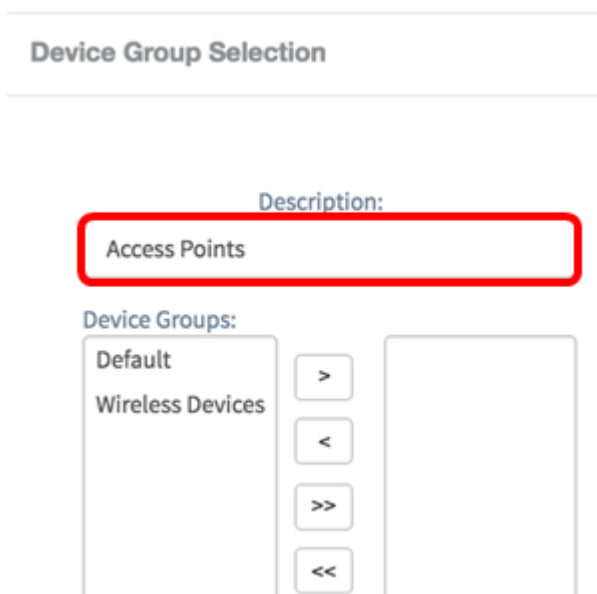 Device Group Selection
Description:
Access Points
Device Groups:
Default
Wireless Devices
>
<
>>
<<